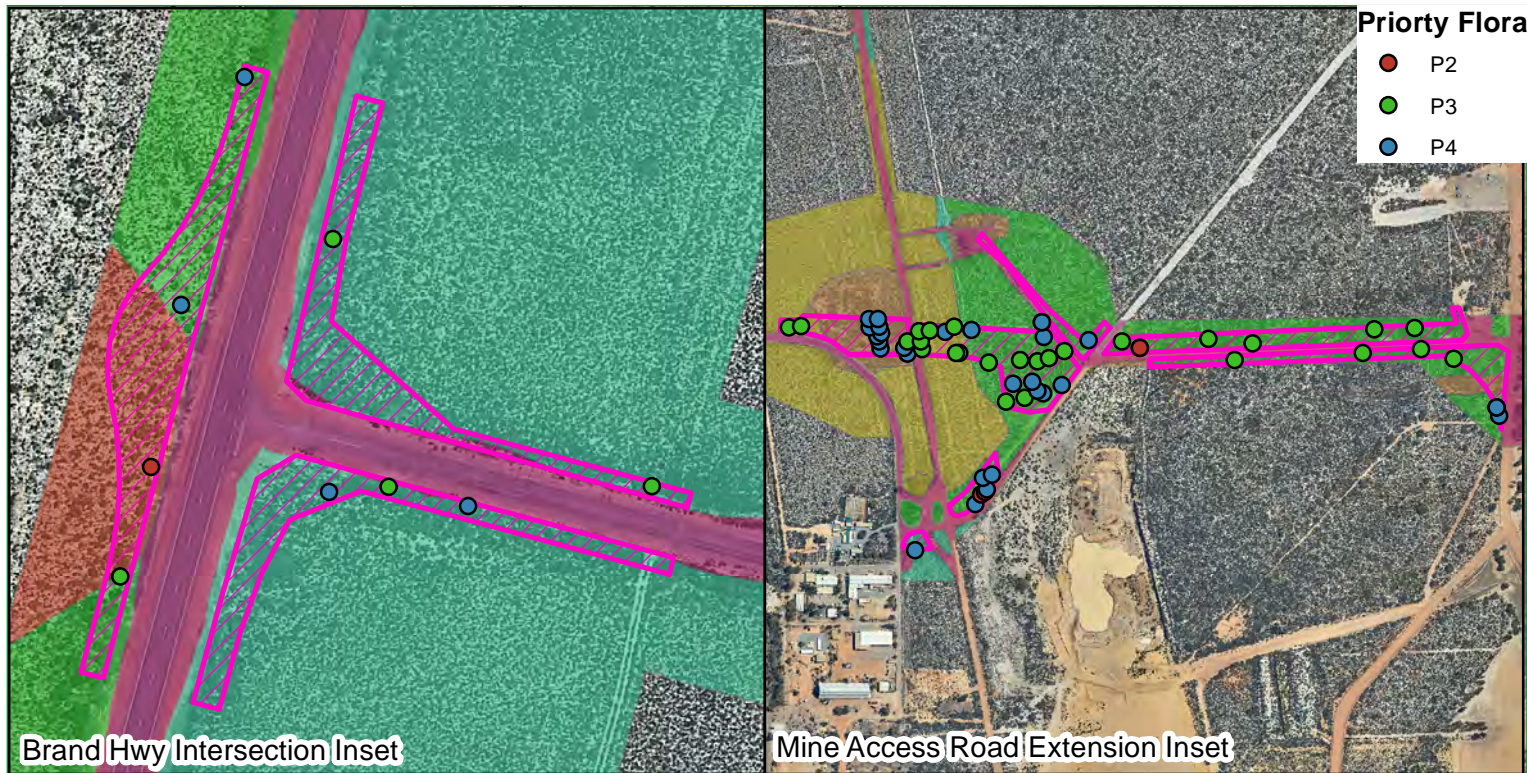 Priorty Flora
P2
P3
P4
Brand Hwy Intersection Inset
Mine Access Road Extension Inset